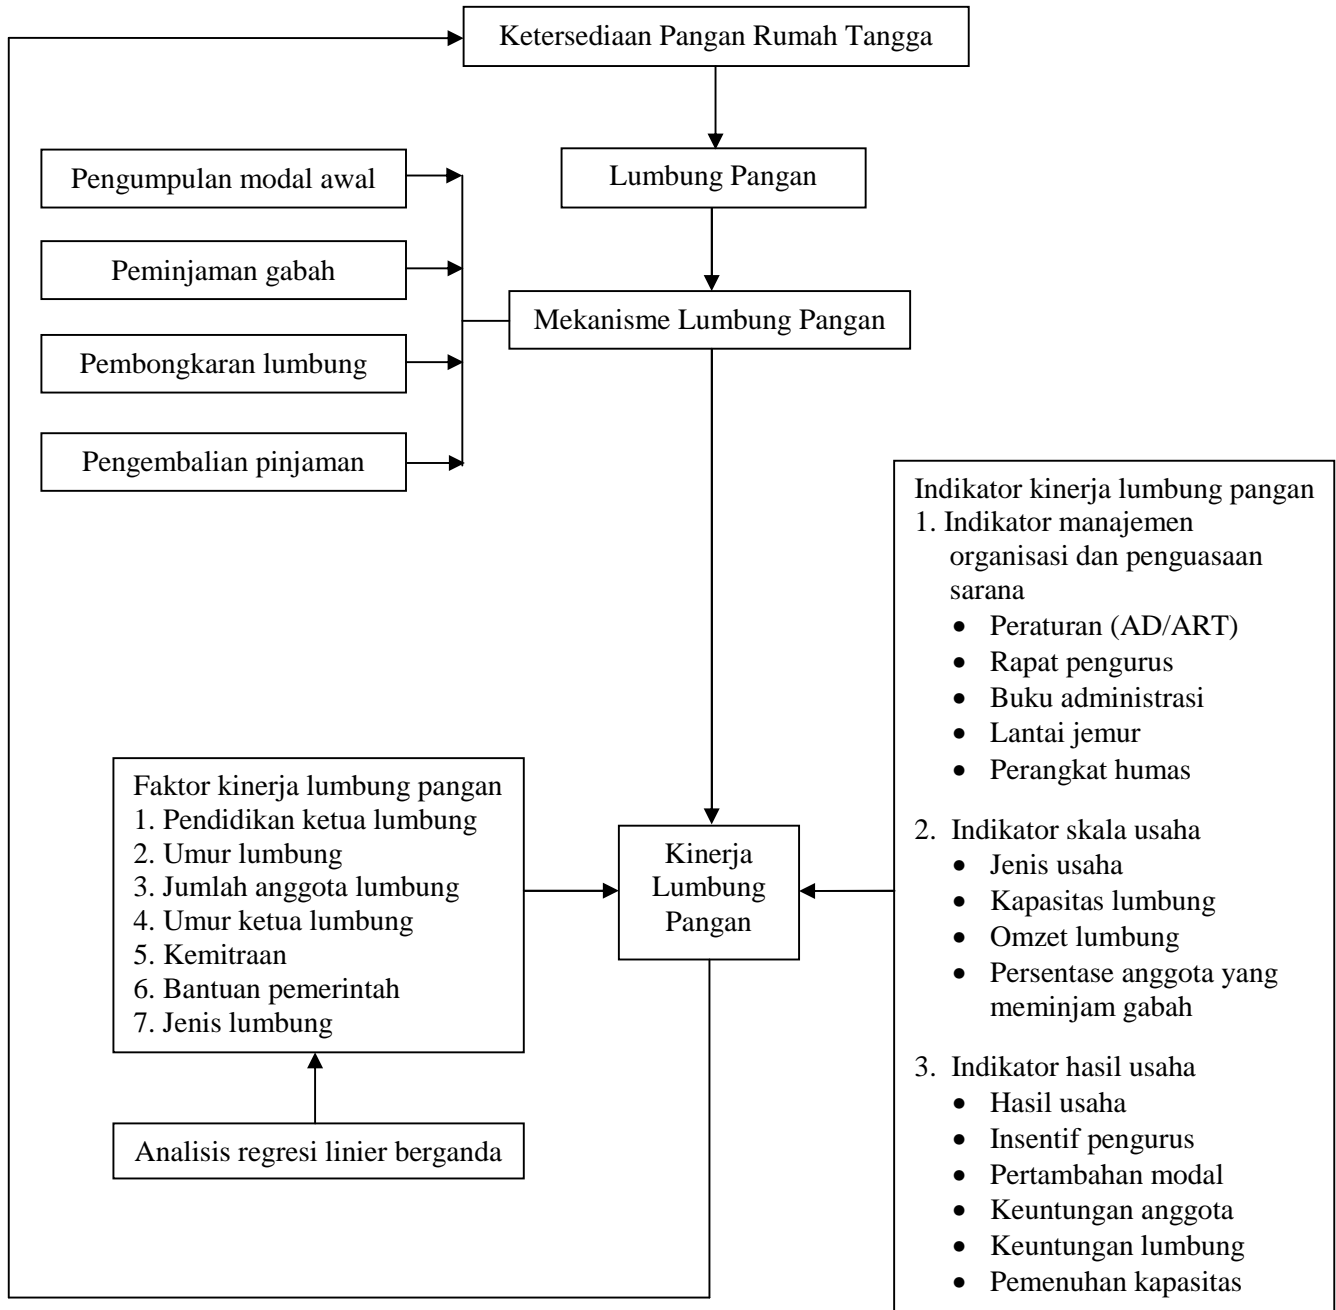 Ketersediaan Pangan Rumah Tangga
Lumbung Pangan
Pengumpulan modal awal
Peminjaman gabah
Mekanisme Lumbung Pangan
Pembongkaran lumbung
Pengembalian pinjaman
Indikator kinerja lumbung pangan
1. Indikator manajemen
organisasi dan penguasaan
sarana
• Peraturan (AD/ART)
• Rapat pengurus
• Buku administrasi
• Lantai jemur
• Perangkat humas
2. Indikator skala usaha
• Jenis usaha
• Kapasitas lumbung
• Omzet lumbung
• Persentase anggota yang
meminjam gabah
3. Indikator hasil usaha
• Hasil usaha
• Insentif pengurus
• Pertambahan modal
• Keuntungan anggota
• Keuntungan lumbung
• Pemenuhan kapasitas
Faktor kinerja lumbung pangan
1. Pendidikan ketua lumbung
2. Umur lumbung
3. Jumlah anggota lumbung
4. Umur ketua lumbung
5. Kemitraan
6. Bantuan pemerintah
7. Jenis lumbung
Kinerja
Lumbung
Pangan
Analisis regresi linier berganda